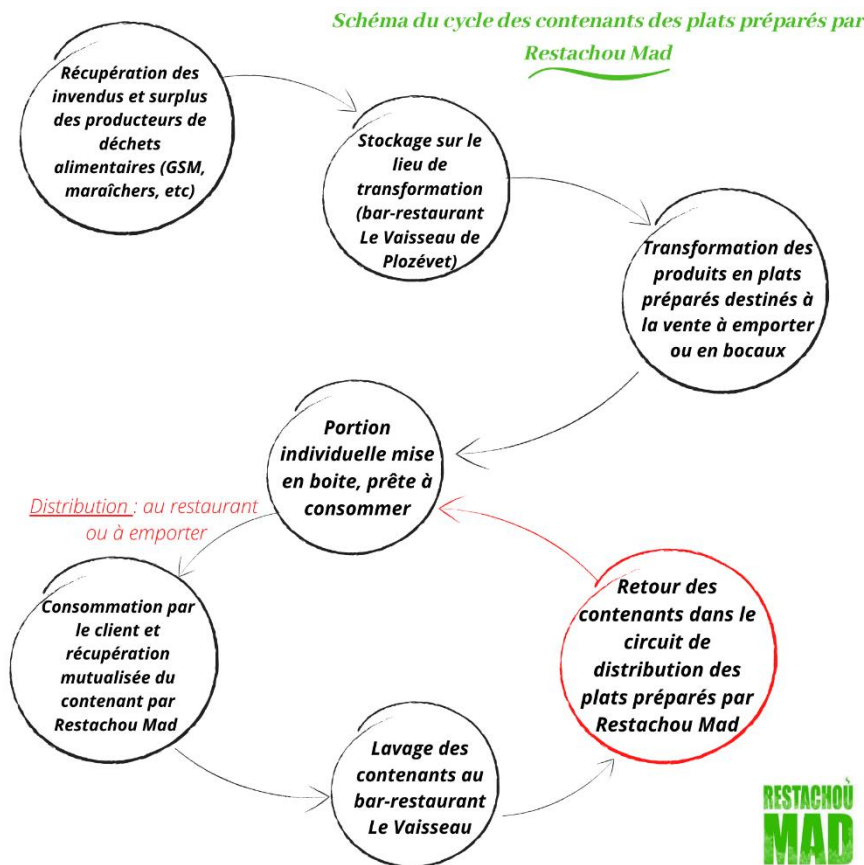 Schéma du cycle des contenants des plats préparés par
Restachou Mad
Récupération des
invendus et surplus
des producteurs de
déchets
alimentaires (GSM,
maraîchers, etc)
Stockage sur le
lieu de
transformation
(bar-restaurant
Le Vaisseau de
Plozévet)
Transformation des
produits en plats
préparés destinés à
la vente à emporter
ou en bocaux
Portion
individuelle mise
en boite, prête à
consommer
Distribution : au restaurant
ou à emporter
Consommation par
le client et
récupération
mutualisée du
contenant par
Restachou Mad
Lavage des
contenants au
bar-restaurant
Le Vaisseau
Retour des
contenants dans le
circuit de
distribution des
plats préparés par
Restachou Mad
RESTACHOÙ
MAD